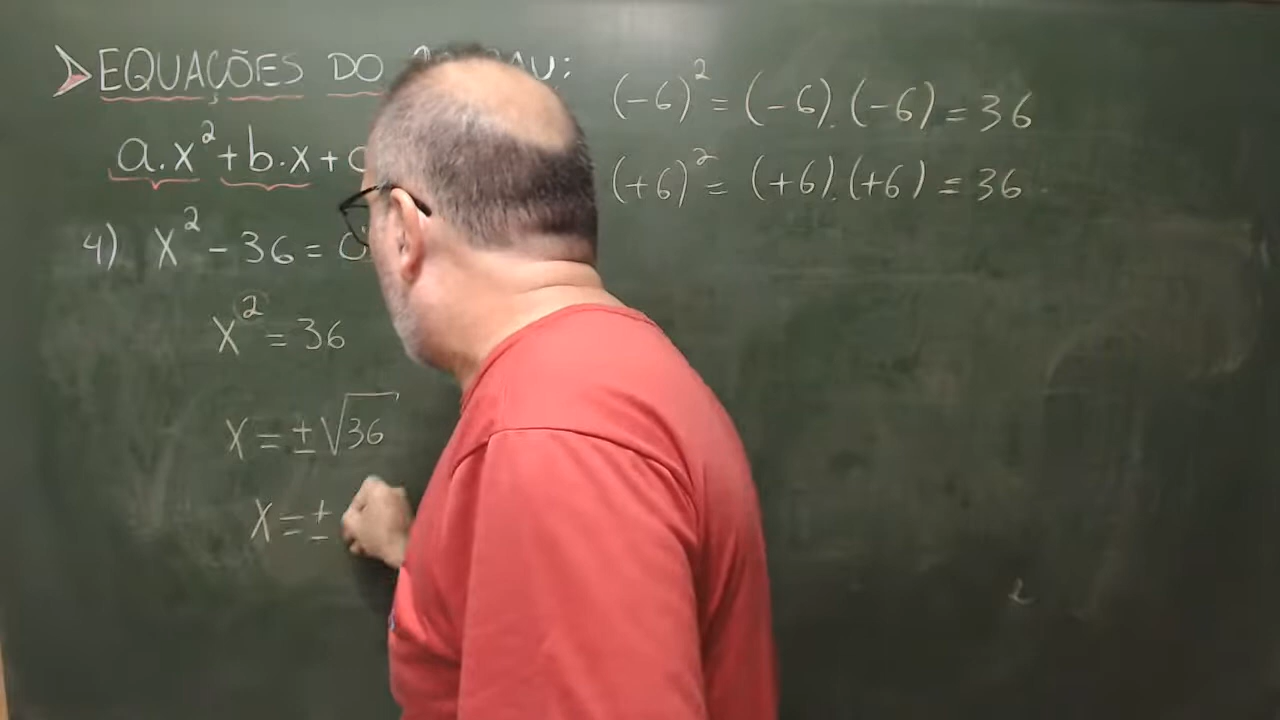 EQUAÇÕES DO
a.x²+b.x+c
4) x² - 36 = 0
x² = 36
x = ±√36
x = ±
(-6)² = (-6).(-6) = 36
(+6)² = (+6).(+6) = 36